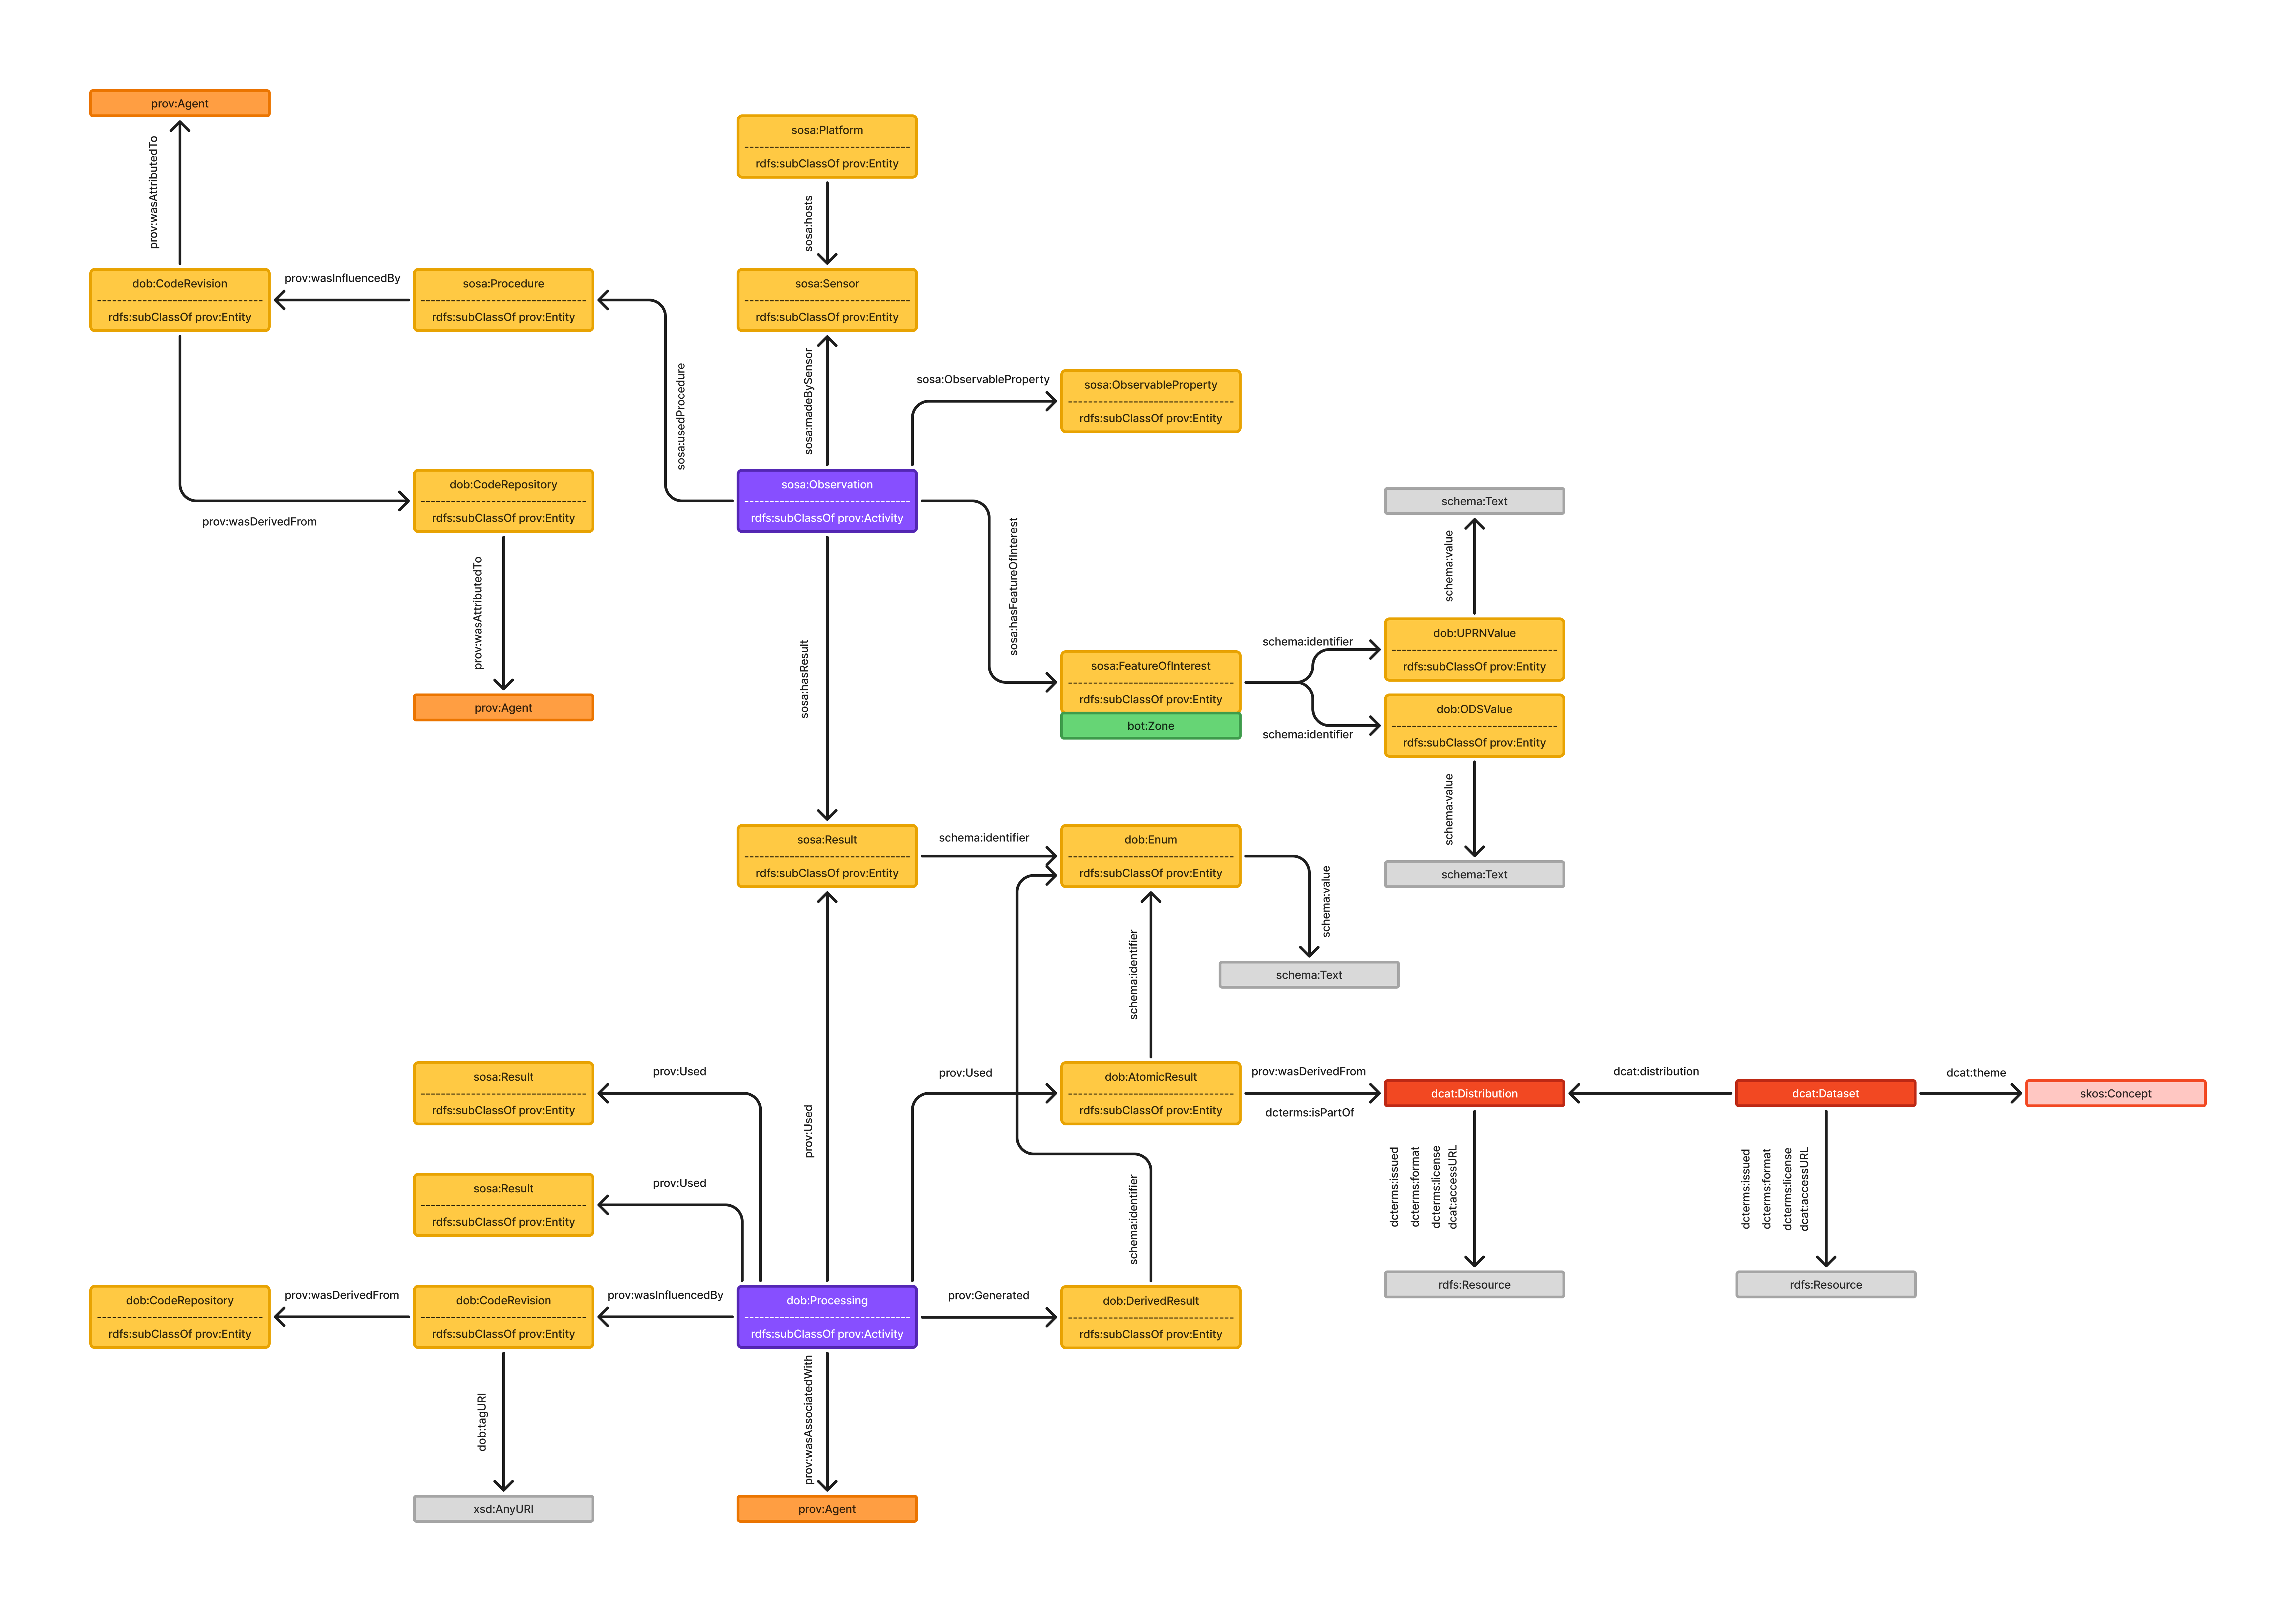 prov:Agent
prov:wasAttributedTo
sosa:Platform
rdfs:subClassOf prov:Entity
sosa:hosts
dob:CodeRevision
rdfs:subClassOf prov:Entity
prov:wasInfluencedBy
sosa:Procedure
rdfs:subClassOf prov:Entity
sosa:Sensor
rdfs:subClassOf prov:Entity
sosa:usedProcedure
sosa:madeBySensor
sosa:ObservableProperty
sosa:ObservableProperty
rdfs:subClassOf prov:Entity
prov:wasDerivedFrom
dob:CodeRepository
rdfs:subClassOf prov:Entity
sosa:Observation
rdfs:subClassOf prov:Activity
schema:Text
schema:value
prov:wasAttributedTo
sosa:hasFeatureOfInterest
sosa:hasResult
prov:Agent
sosa:FeatureOfInterest
rdfs:subClassOf prov:Entity
bot:Zone
schema:identifier
schema:identifier
dob:UPRNValue
rdfs:subClassOf prov:Entity
dob:ODSValue
rdfs:subClassOf prov:Entity
schema:value
schema:Text
sosa:Result
rdfs:subClassOf prov:Entity
schema:identifier
dob:Enum
rdfs:subClassOf prov:Entity
schema:value
schema:Text
schema:identifier
sosa:Result
rdfs:subClassOf prov:Entity
prov:Used
prov:Used
prov:Used
dob:AtomicResult
rdfs:subClassOf prov:Entity
prov:wasDerivedFrom
dcterms:isPartOf
dcat:Distribution
dcat:distribution
dcat:Dataset
dcat:theme
skos:Concept
dcterms:issued
dcterms:format
dcterms:license
dcat:accessURL
dcterms:issued
dcterms:format
dcterms:license
dcat:accessURL
sosa:Result
rdfs:subClassOf prov:Entity
prov:Used
schema:identifier
rdfs:Resource
rdfs:Resource
dob:CodeRepository
rdfs:subClassOf prov:Entity
prov:wasDerivedFrom
dob:CodeRevision
rdfs:subClassOf prov:Entity
prov:wasInfluencedBy
dob:Processing
rdfs:subClassOf prov:Activity
prov:Generated
dob:DerivedResult
rdfs:subClassOf prov:Entity
dob:tagURI
prov:wasAssociatedWith
xsd:AnyURI
prov:Agent